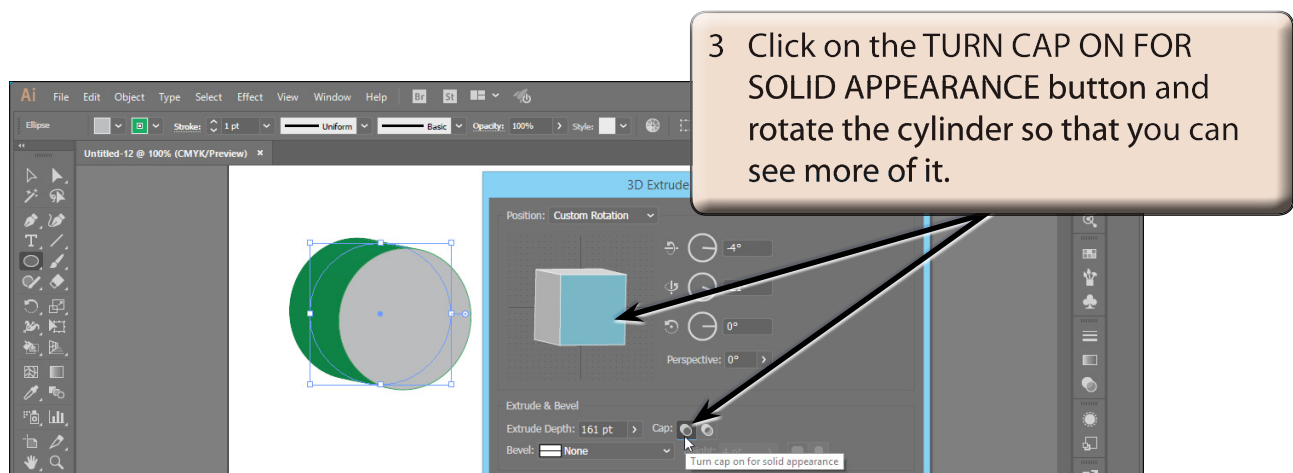 3 Click on the TURN CAP ON FOR
SOLID APPEARANCE button and
rotate the cylinder so that you can
see more of it.
Ai File Edit Object Type Select Effect View Window Help Br St
Ellipse Stroke: 1 pt Uniform Basic Opacity: 100% Style:
Untitled-12 @ 100% (CMYK/Preview) ×
3D Extrude
Position: Custom Rotation
-4°
0°
Perspective: 0°
Extrude & Bevel
Extrude Depth: 161 pt Cap:
Bevel: None
Turn cap on for solid appearance